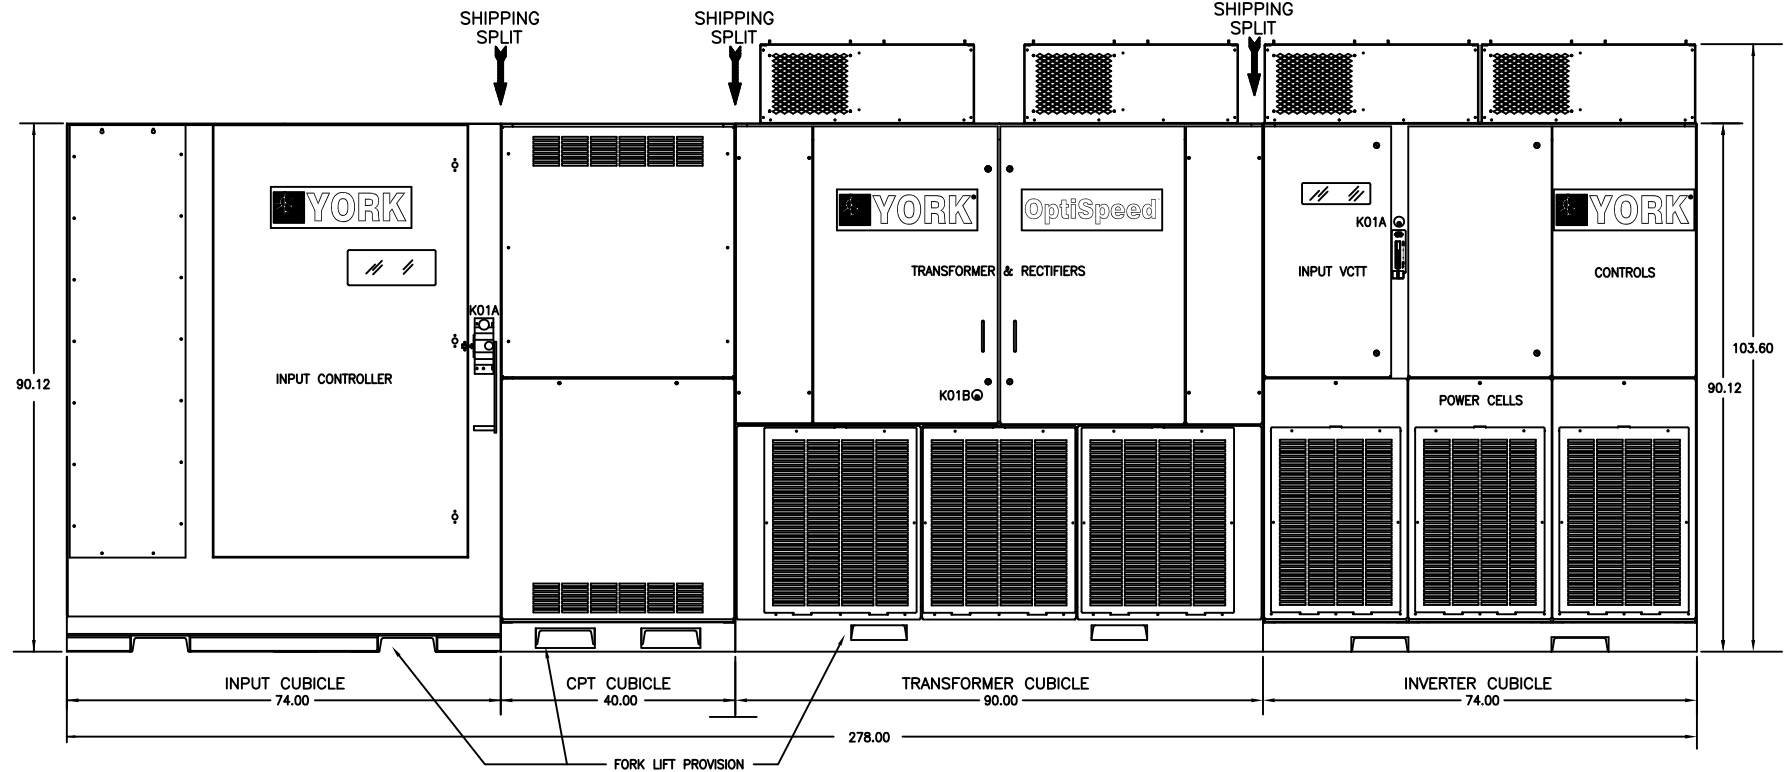 SHIPPING
SPLIT
SHIPPING
SPLIT
SHIPPING
SPLIT
YORK
YORK®
OptiSpeed
YORK®
K01A
TRANSFORMER & RECTIFIERS
INPUT VCTT
CONTROLS
K01A
103.60
INPUT CONTROLLER
90.12
90.12
K01B
POWER CELLS
INPUT CUBICLE
74.00
CPT CUBICLE
40.00
TRANSFORMER CUBICLE
90.00
INVERTER CUBICLE
74.00
278.00
FORK LIFT PROVISION